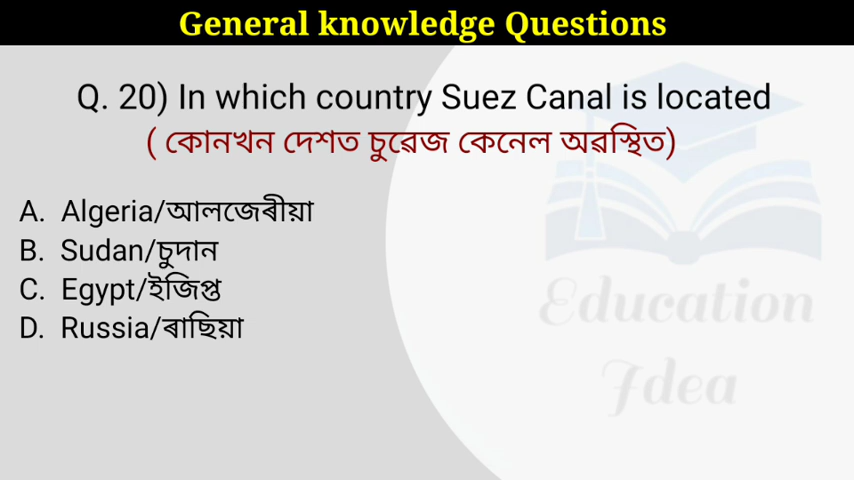 General knowledge Questions
Q. 20) In which country Suez Canal is located
( কোনখন দেশত চুৱেজ কেনেল অৱস্থিত)
A. Algeria/আলজেৰীয়া
B. Sudan/চুদান
C. Egypt/ইজিপ্ত
D. Russia/ৰাছিয়া
Education
Idea